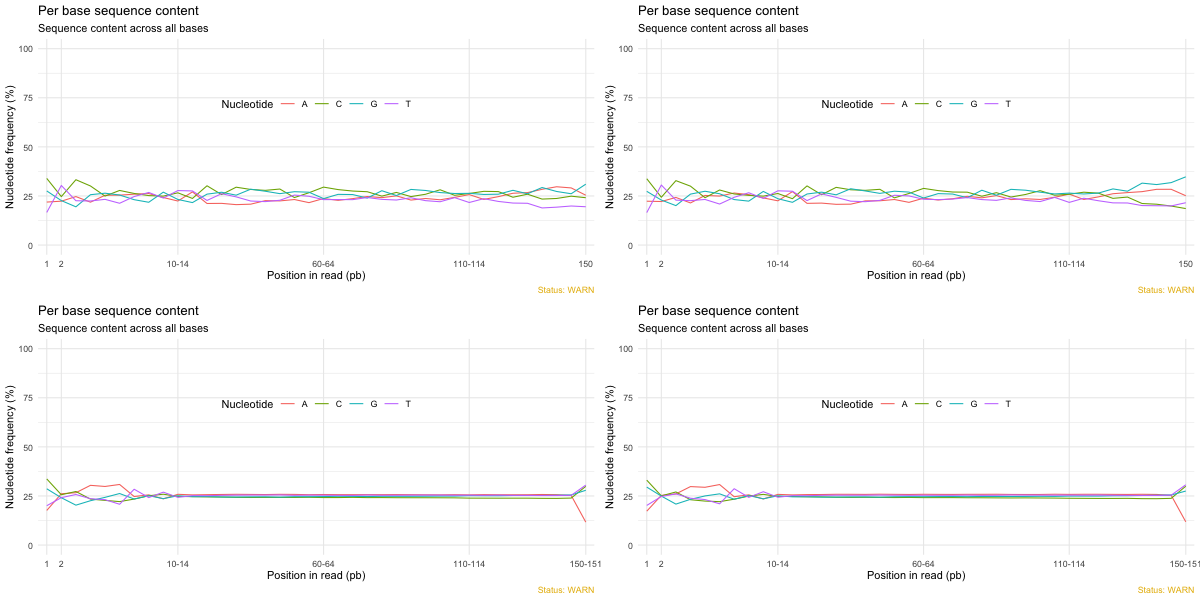 Per base sequence content
Sequence content across all bases
Nucleotide frequency (%)
100
75
50
25
0
Nucleotide A C G T
1 2 10-14 60-64 110-114 150
Position in read (pb)
Status: WARN
Per base sequence content
Sequence content across all bases
Nucleotide frequency (%)
100
75
50
25
0
Nucleotide A C G T
1 2 10-14 60-64 110-114 150
Position in read (pb)
Status: WARN
Per base sequence content
Sequence content across all bases
Nucleotide frequency (%)
100
75
50
25
0
Nucleotide A C G T
1 2 10-14 60-64 110-114 150-151
Position in read (pb)
Status: WARN
Per base sequence content
Sequence content across all bases
Nucleotide frequency (%)
100
75
50
25
0
Nucleotide A C G T
1 2 10-14 60-64 110-114 150-151
Position in read (pb)
Status: WARN